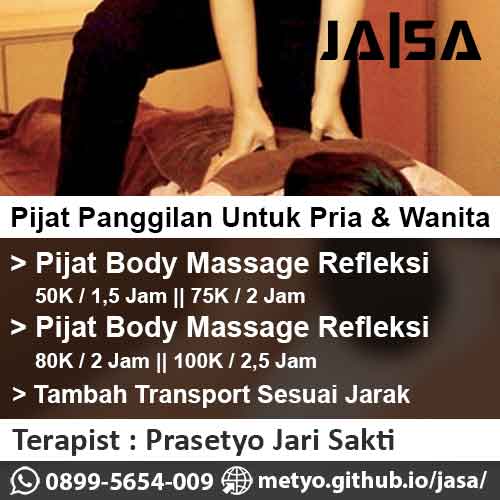 JA|SA
Pijat Panggilan Untuk Pria & Wanita
> Pijat Body Massage Refleksi
50K / 1,5 Jam || 75K / 2 Jam
> Pijat Body Massage Refleksi
80K / 2 Jam || 100K / 2,5 Jam
> Tambah Transport Sesuai Jarak
Terapist : Prasetyo Jari Sakti
0899-5654-009 metyo.github.io/jasa/